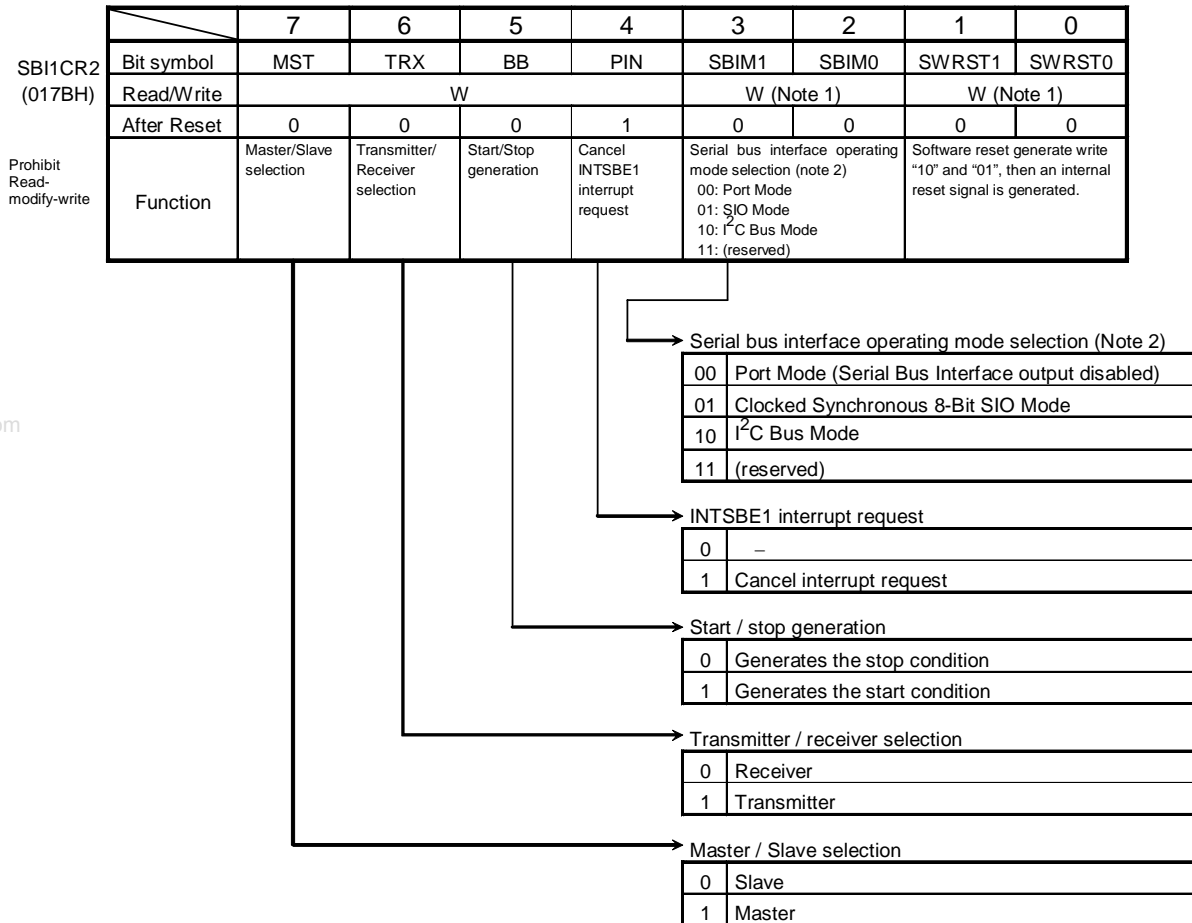 7 6 5 4 3 2 1 0
SBI1CR2
(017BH)
Bit symbol MST TRX BB PIN SBIM1 SBIM0 SWRST1 SWRST0
Read/Write W W (Note 1) W (Note 1)
After Reset 0 0 0 1 0 0 0 0
Prohibit
Read-
modify-write
Function
Master/Slave
selection
Transmitter/
Receiver
selection
Start/Stop
generation
Cancel
INTSBE1
interrupt
request
Serial bus interface operating
mode selection (note 2)
00: Port Mode
01: SIO Mode
10: I²C Bus Mode
11: (reserved)
Software reset generate write
“10” and “01”, then an internal
reset signal is generated.
Serial bus interface operating mode selection (Note 2)
00 Port Mode (Serial Bus Interface output disabled)
01 Clocked Synchronous 8-Bit SIO Mode
10 I²C Bus Mode
11 (reserved)
INTSBE1 interrupt request
0 –
1 Cancel interrupt request
Start / stop generation
0 Generates the stop condition
1 Generates the start condition
Transmitter / receiver selection
0 Receiver
1 Transmitter
Master / Slave selection
0 Slave
1 Master